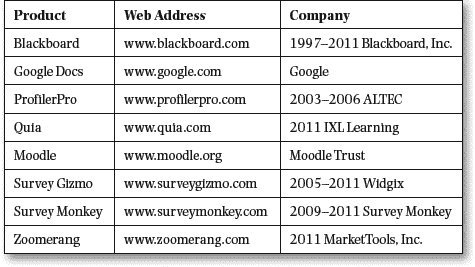 Product Web Address Company
Blackboard www.blackboard.com 1997–2011 Blackboard, Inc.
Google Docs www.google.com Google
ProfilerPro www.profilerpro.com 2003–2006 ALTEC
Quia www.quia.com 2011 IXL Learning
Moodle www.moodle.org Moodle Trust
Survey Gizmo www.surveygizmo.com 2005–2011 Widgix
Survey Monkey www.surveymonkey.com 2009–2011 Survey Monkey
Zoomerang www.zoomerang.com 2011 MarketTools, Inc.